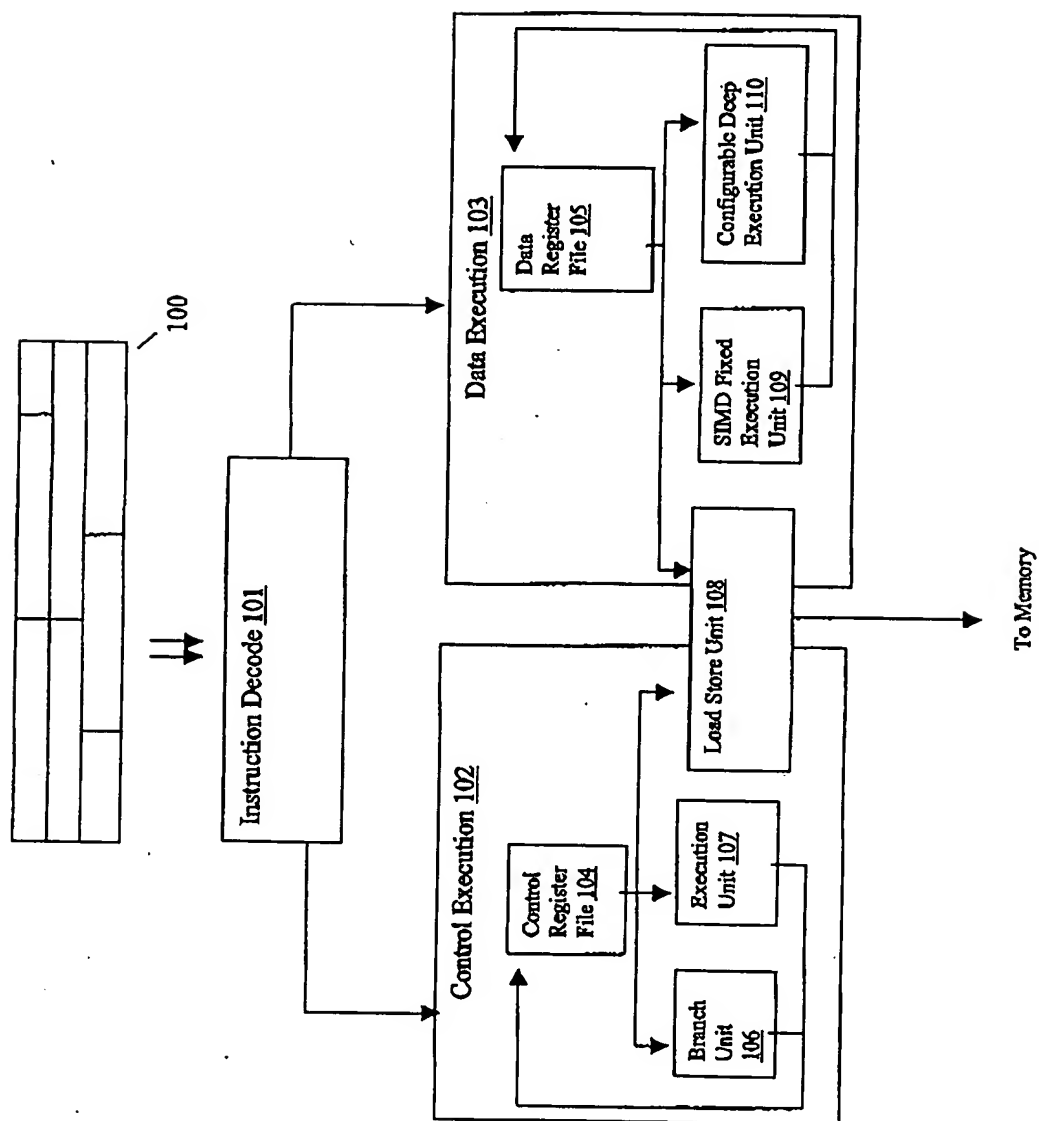 100
Instruction Decode 101
Control Execution 102
Control
Register
File 104
Branch
Unit
106
Execution
Unit 107
Load Store Unit 108
Data Execution 103
Data
Register
File 105
SIMD Fixed
Execution
Unit 109
Configurable Deep
Execution Unit 110
To Memory